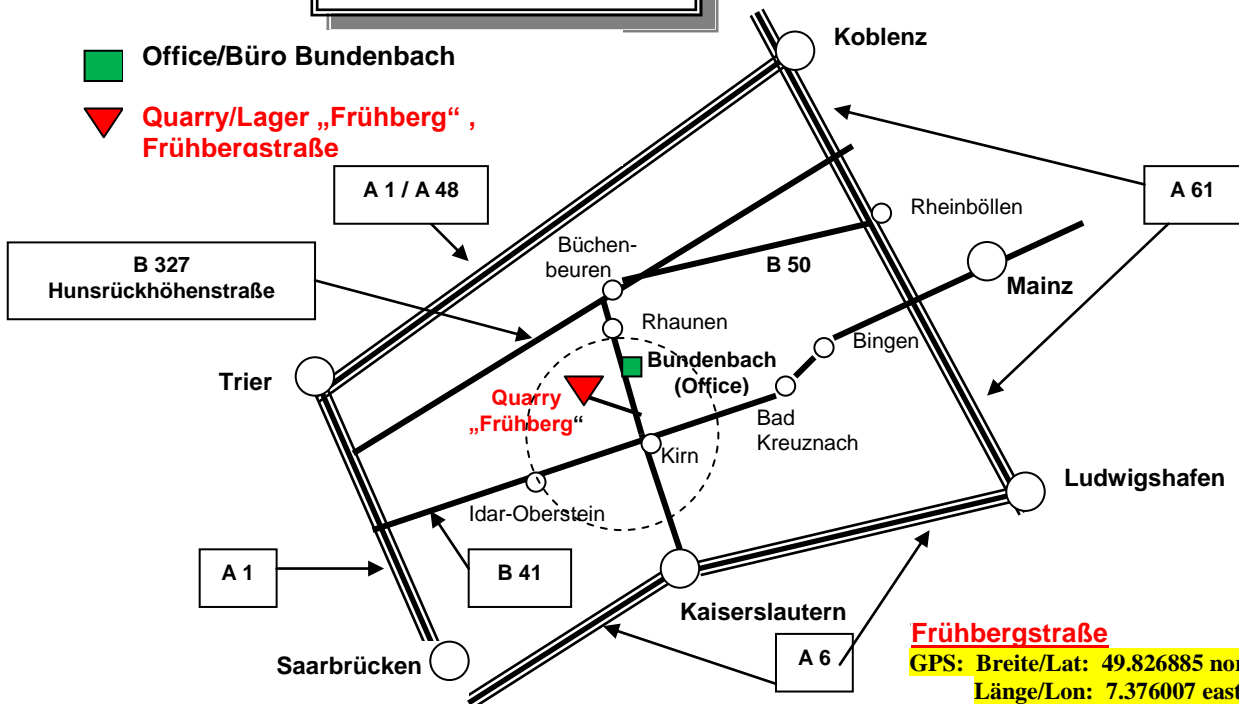 Koblenz
Office/Büro Bundenbach
Quarry/Lager „Frühberg“ ,
Frühbergstraße
A 1 / A 48
A 61
Rheinböllen
Büchen-
beuren
B 50
B 327
Hunsrückhöhenstraße
Mainz
Rhaunen
Bingen
Bundenbach
(Office)
Trier
Quarry
„Frühberg“
Bad
Kreuznach
Kirn
Ludwigshafen
Idar-Oberstein
A 1
B 41
Kaiserslautern
A 6
Saarbrücken
Frühbergstraße
GPS: Breite/Lat: 49.826885
Länge/Lon: 7.376007 east